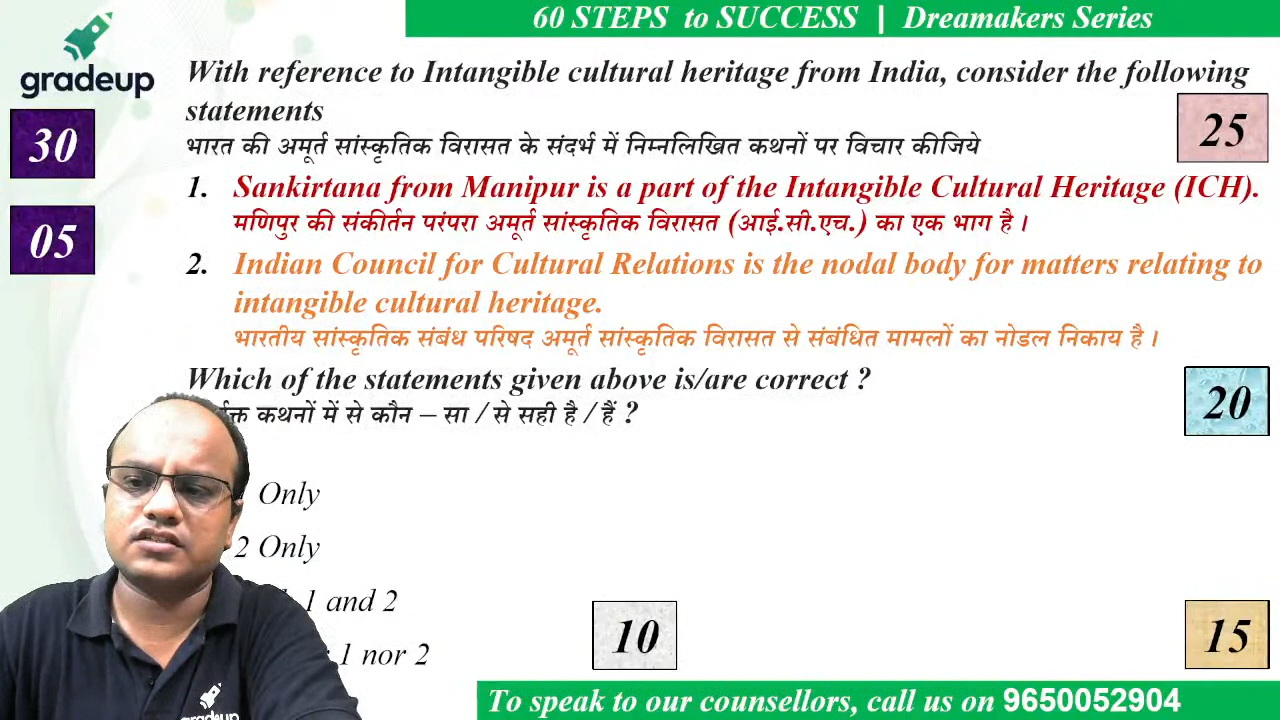 60 STEPS to SUCCESS | Dreamakers Series
gradeup
With reference to Intangible cultural heritage from India, consider the following
statements
भारत की अमूर्त सांस्कृतिक विरासत के संदर्भ में निम्नलिखित कथनों पर विचार कीजिये
30
25
1. Sankirtana from Manipur is a part of the Intangible Cultural Heritage (ICH).
मणिपुर की संकीर्तन परंपरा अमूर्त सांस्कृतिक विरासत (आई.सी.एच.) का एक भाग है ।
05
2. Indian Council for Cultural Relations is the nodal body for matters relating to
intangible cultural heritage.
भारतीय सांस्कृतिक संबंध परिषद अमूर्त सांस्कृतिक विरासत से संबंधित मामलों का नोडल निकाय है ।
Which of the statements given above is/are correct ?
कथनों में से कौन – सा / से सही है / हैं ?
20
Only
2 Only
1 and 2
1 nor 2
10
15
gradeup
To speak to our counsellors, call us on 9650052904